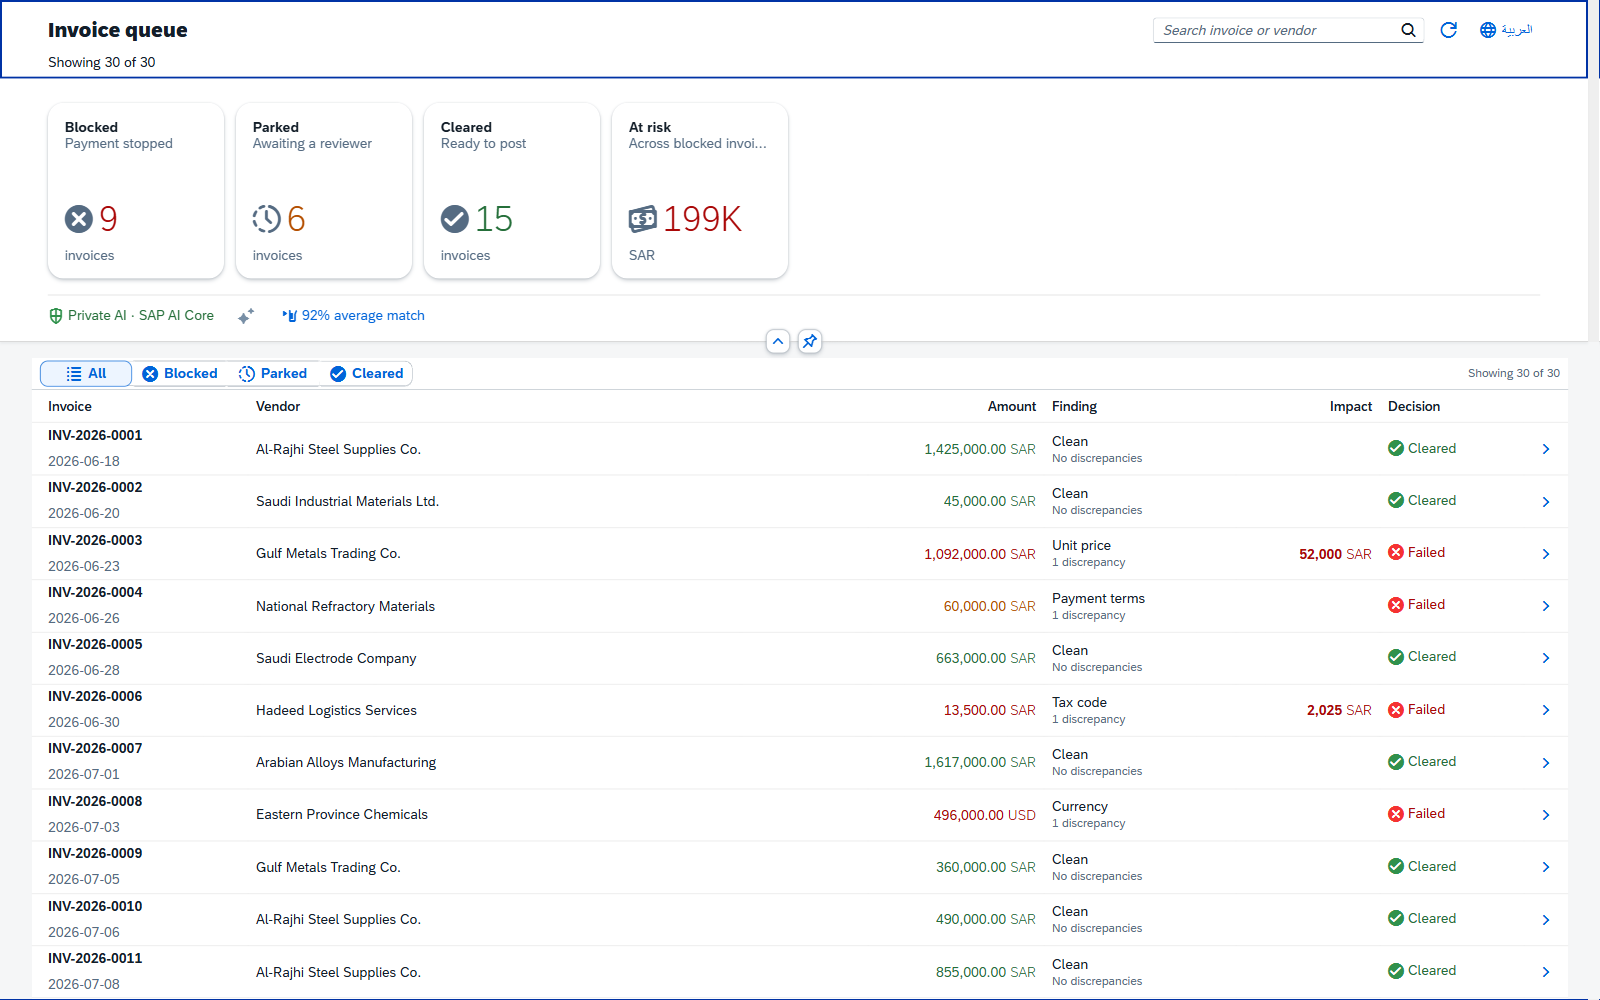 Invoice queue
Search invoice or vendor
العربية
Showing 30 of 30
Blocked
Payment stopped
9
invoices
Parked
Awaiting a reviewer
6
invoices
Cleared
Ready to post
15
invoices
At risk
Across blocked invoi...
199K
SAR
Private AI · SAP AI Core
92% average match
All Blocked Parked Cleared
Showing 30 of 30
Invoice Vendor Amount Finding Impact Decision
INV-2026-0001
2026-06-18
Al-Rajhi Steel Supplies Co.
1,425,000.00 SAR
Clean
No discrepancies
Cleared
INV-2026-0002
2026-06-20
Saudi Industrial Materials Ltd.
45,000.00 SAR
Clean
No discrepancies
Cleared
INV-2026-0003
2026-06-23
Gulf Metals Trading Co.
1,092,000.00 SAR
Unit price
1 discrepancy
52,000 SAR
Failed
INV-2026-0004
2026-06-26
National Refractory Materials
60,000.00 SAR
Payment terms
1 discrepancy
Failed
INV-2026-0005
2026-06-28
Saudi Electrode Company
663,000.00 SAR
Clean
No discrepancies
Cleared
INV-2026-0006
2026-06-30
Hadeed Logistics Services
13,500.00 SAR
Tax code
1 discrepancy
2,025 SAR
Failed
INV-2026-0007
2026-07-01
Arabian Alloys Manufacturing
1,617,000.00 SAR
Clean
No discrepancies
Cleared
INV-2026-0008
2026-07-03
Eastern Province Chemicals
496,000.00 USD
Currency
1 discrepancy
Failed
INV-2026-0009
2026-07-05
Gulf Metals Trading Co.
360,000.00 SAR
Clean
No discrepancies
Cleared
INV-2026-0010
2026-07-06
Al-Rajhi Steel Supplies Co.
490,000.00 SAR
Clean
No discrepancies
Cleared
INV-2026-0011
2026-07-08
Al-Rajhi Steel Supplies Co.
855,000.00 SAR
Clean
No discrepancies
Cleared